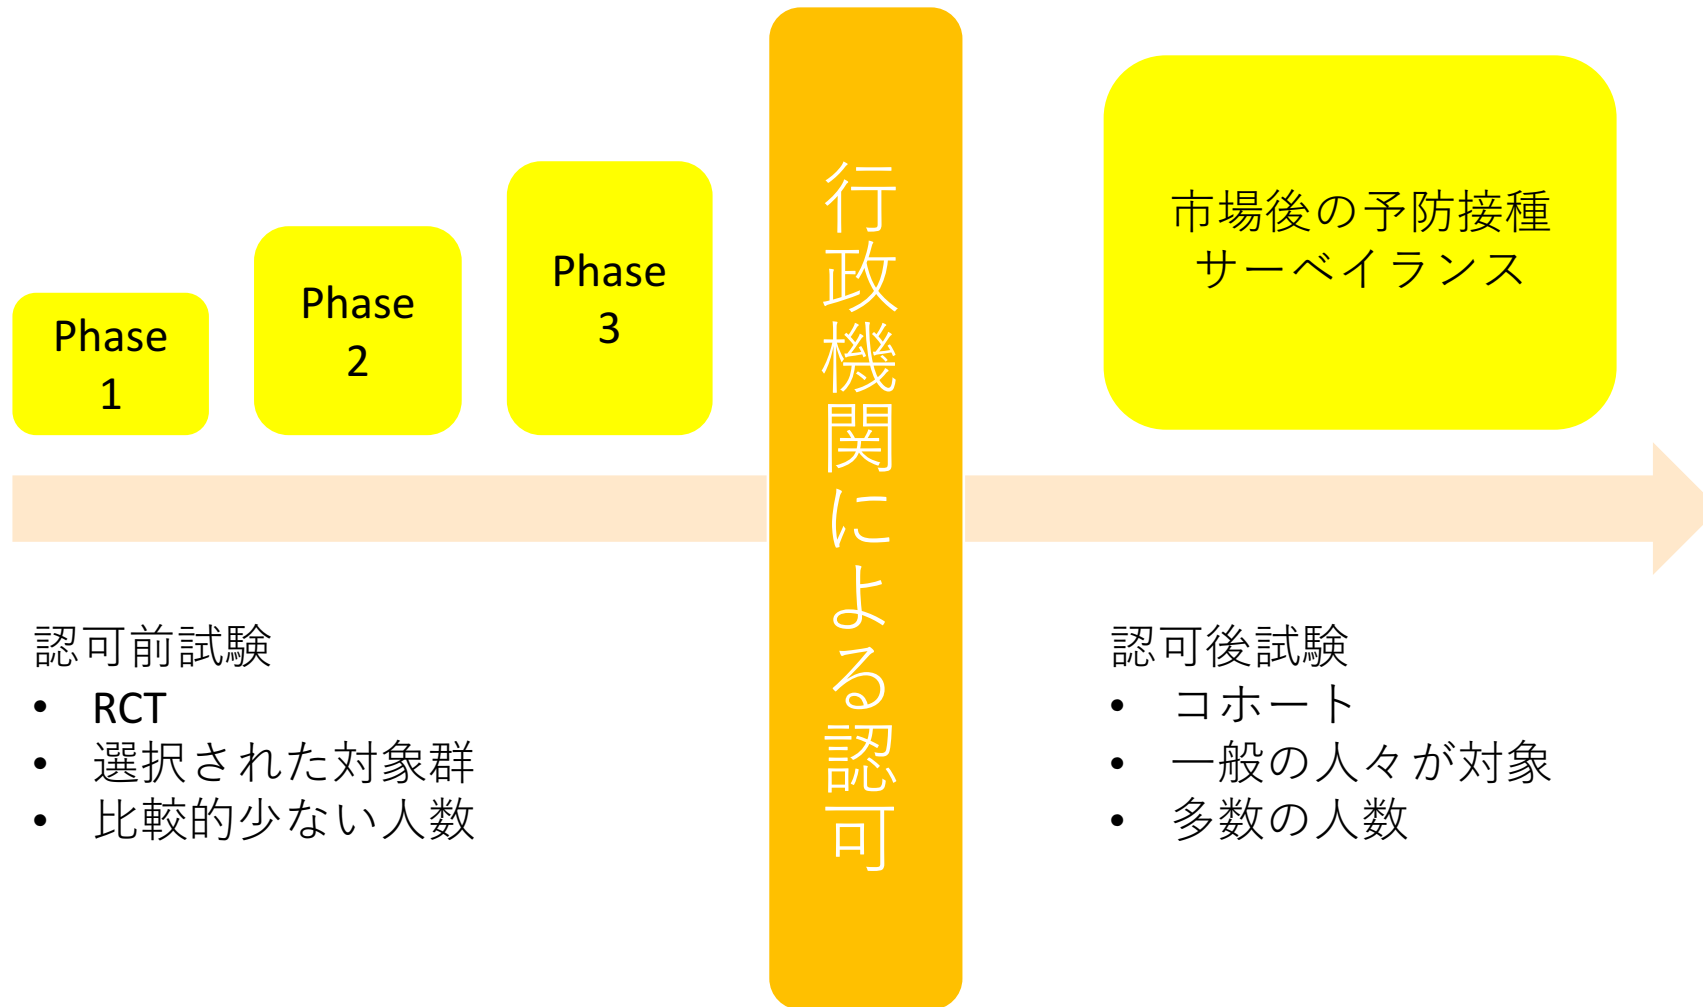 Phase
1
Phase
2
Phase
3
行政機関による認可
市場後の予防接種
サーベイランス
認可前試験
• RCT
• 選択された対象群
• 比較的少ない人数
認可後試験
• コホート
• 一般の人々が対象
• 多数の人数